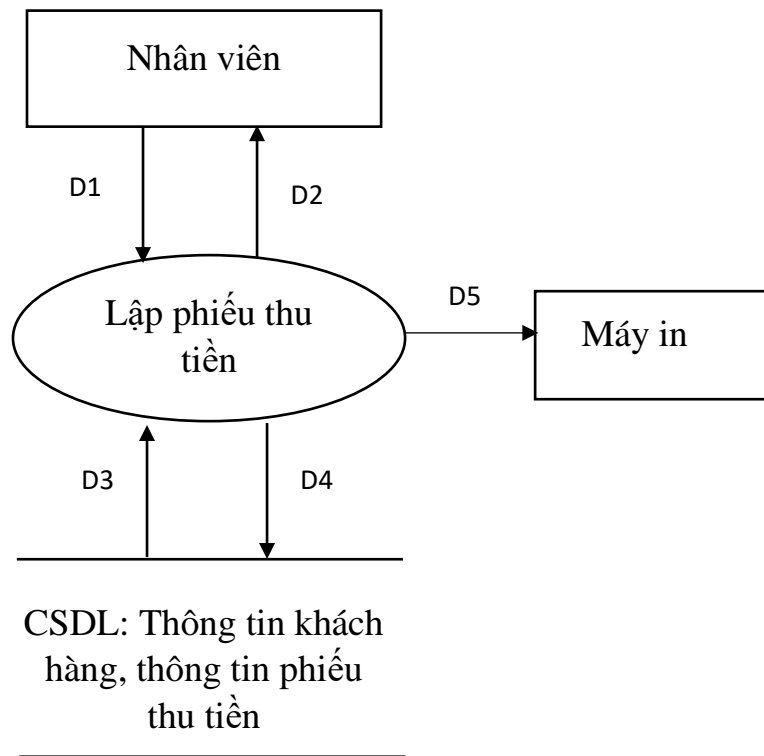 Nhân viên
D1
D2
Lập phiếu thu
tiền
D5
Máy in
D3
D4
CSDL: Thông tin khách
hàng, thông tin phiếu
thu tiền